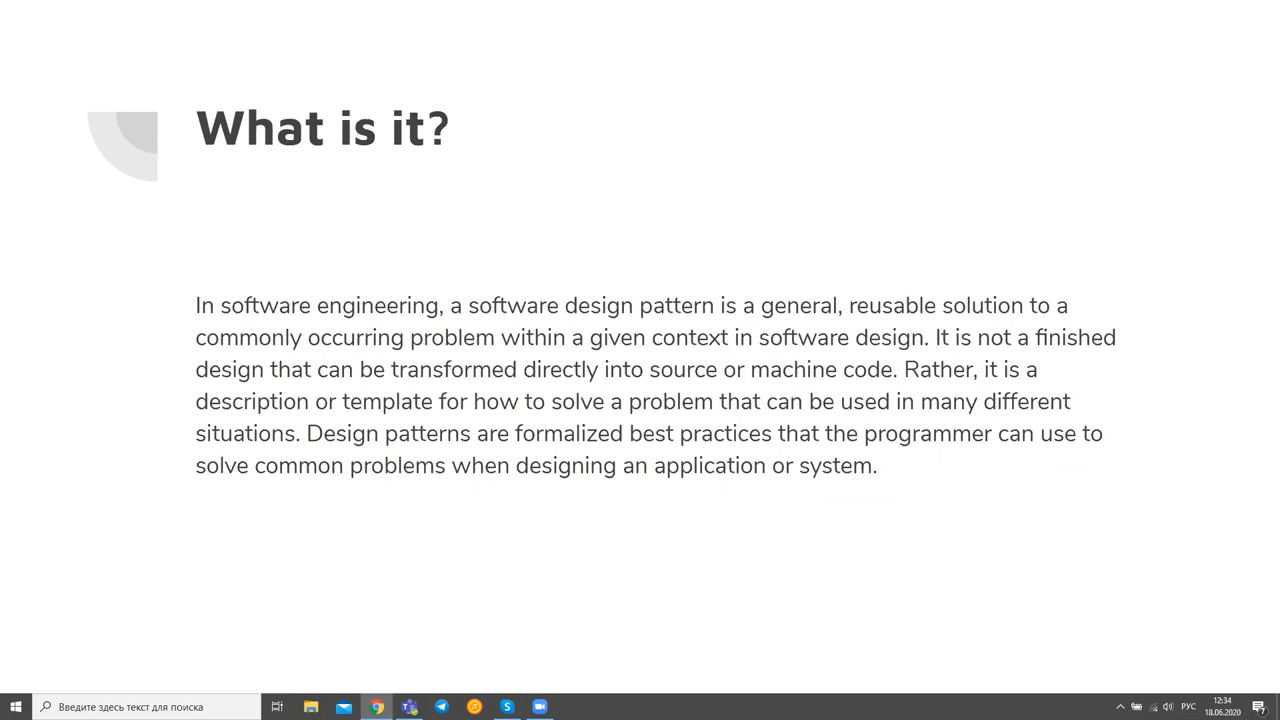 What is it?
In software engineering, a software design pattern is a general, reusable solution to a
commonly occurring problem within a given context in software design. It is not a finished
design that can be transformed directly into source or machine code. Rather, it is a
description or template for how to solve a problem that can be used in many different
situations. Design patterns are formalized best practices that the programmer can use to
solve common problems when designing an application or system.
Введите здесь текст для поиска
РУС
12:34
18.06.2020